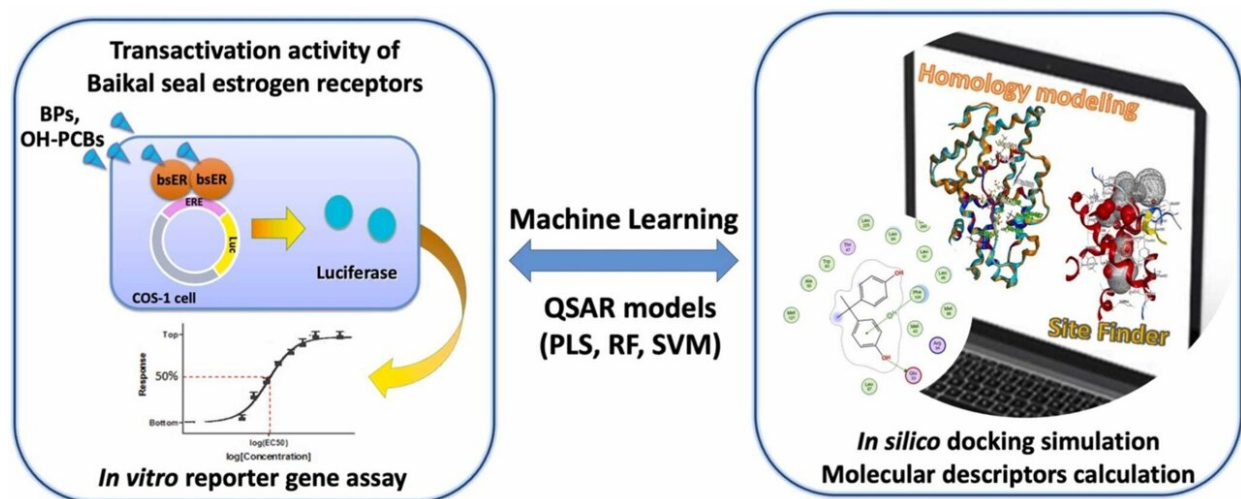 Transactivation activity of
Baikal seal estrogen receptors
BPs,
OH-PCBs
bsER bsER
ERE
Luc
COS-1 cell
Luciferase
Top
50%
Bottom
Response
log(EC50)
log[Concentration]
In vitro reporter gene assay
Machine Learning
QSAR models
(PLS, RF, SVM)
Homology modeling
Site Finder
OH
OH
In silico docking simulation
Molecular descriptors calculation